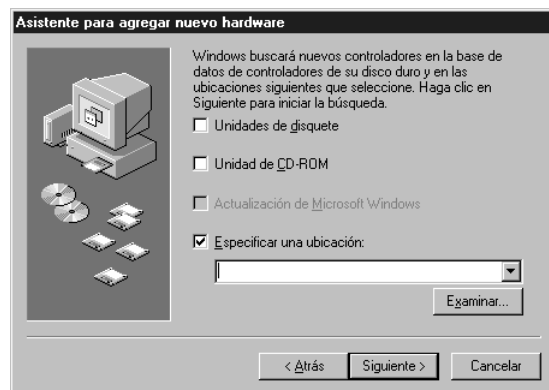 Asistente para agregar nuevo hardware
Windows buscará nuevos controladores en la base de
datos de controladores de su disco duro y en las
ubicaciones siguientes que seleccione. Haga clic en
Siguiente para iniciar la búsqueda.
Unidades de disquete
Unidad de CD-ROM
Actualización de Microsoft Windows
Especificar una ubicación:
Examinar...
< Atrás
Siguiente >
Cancelar